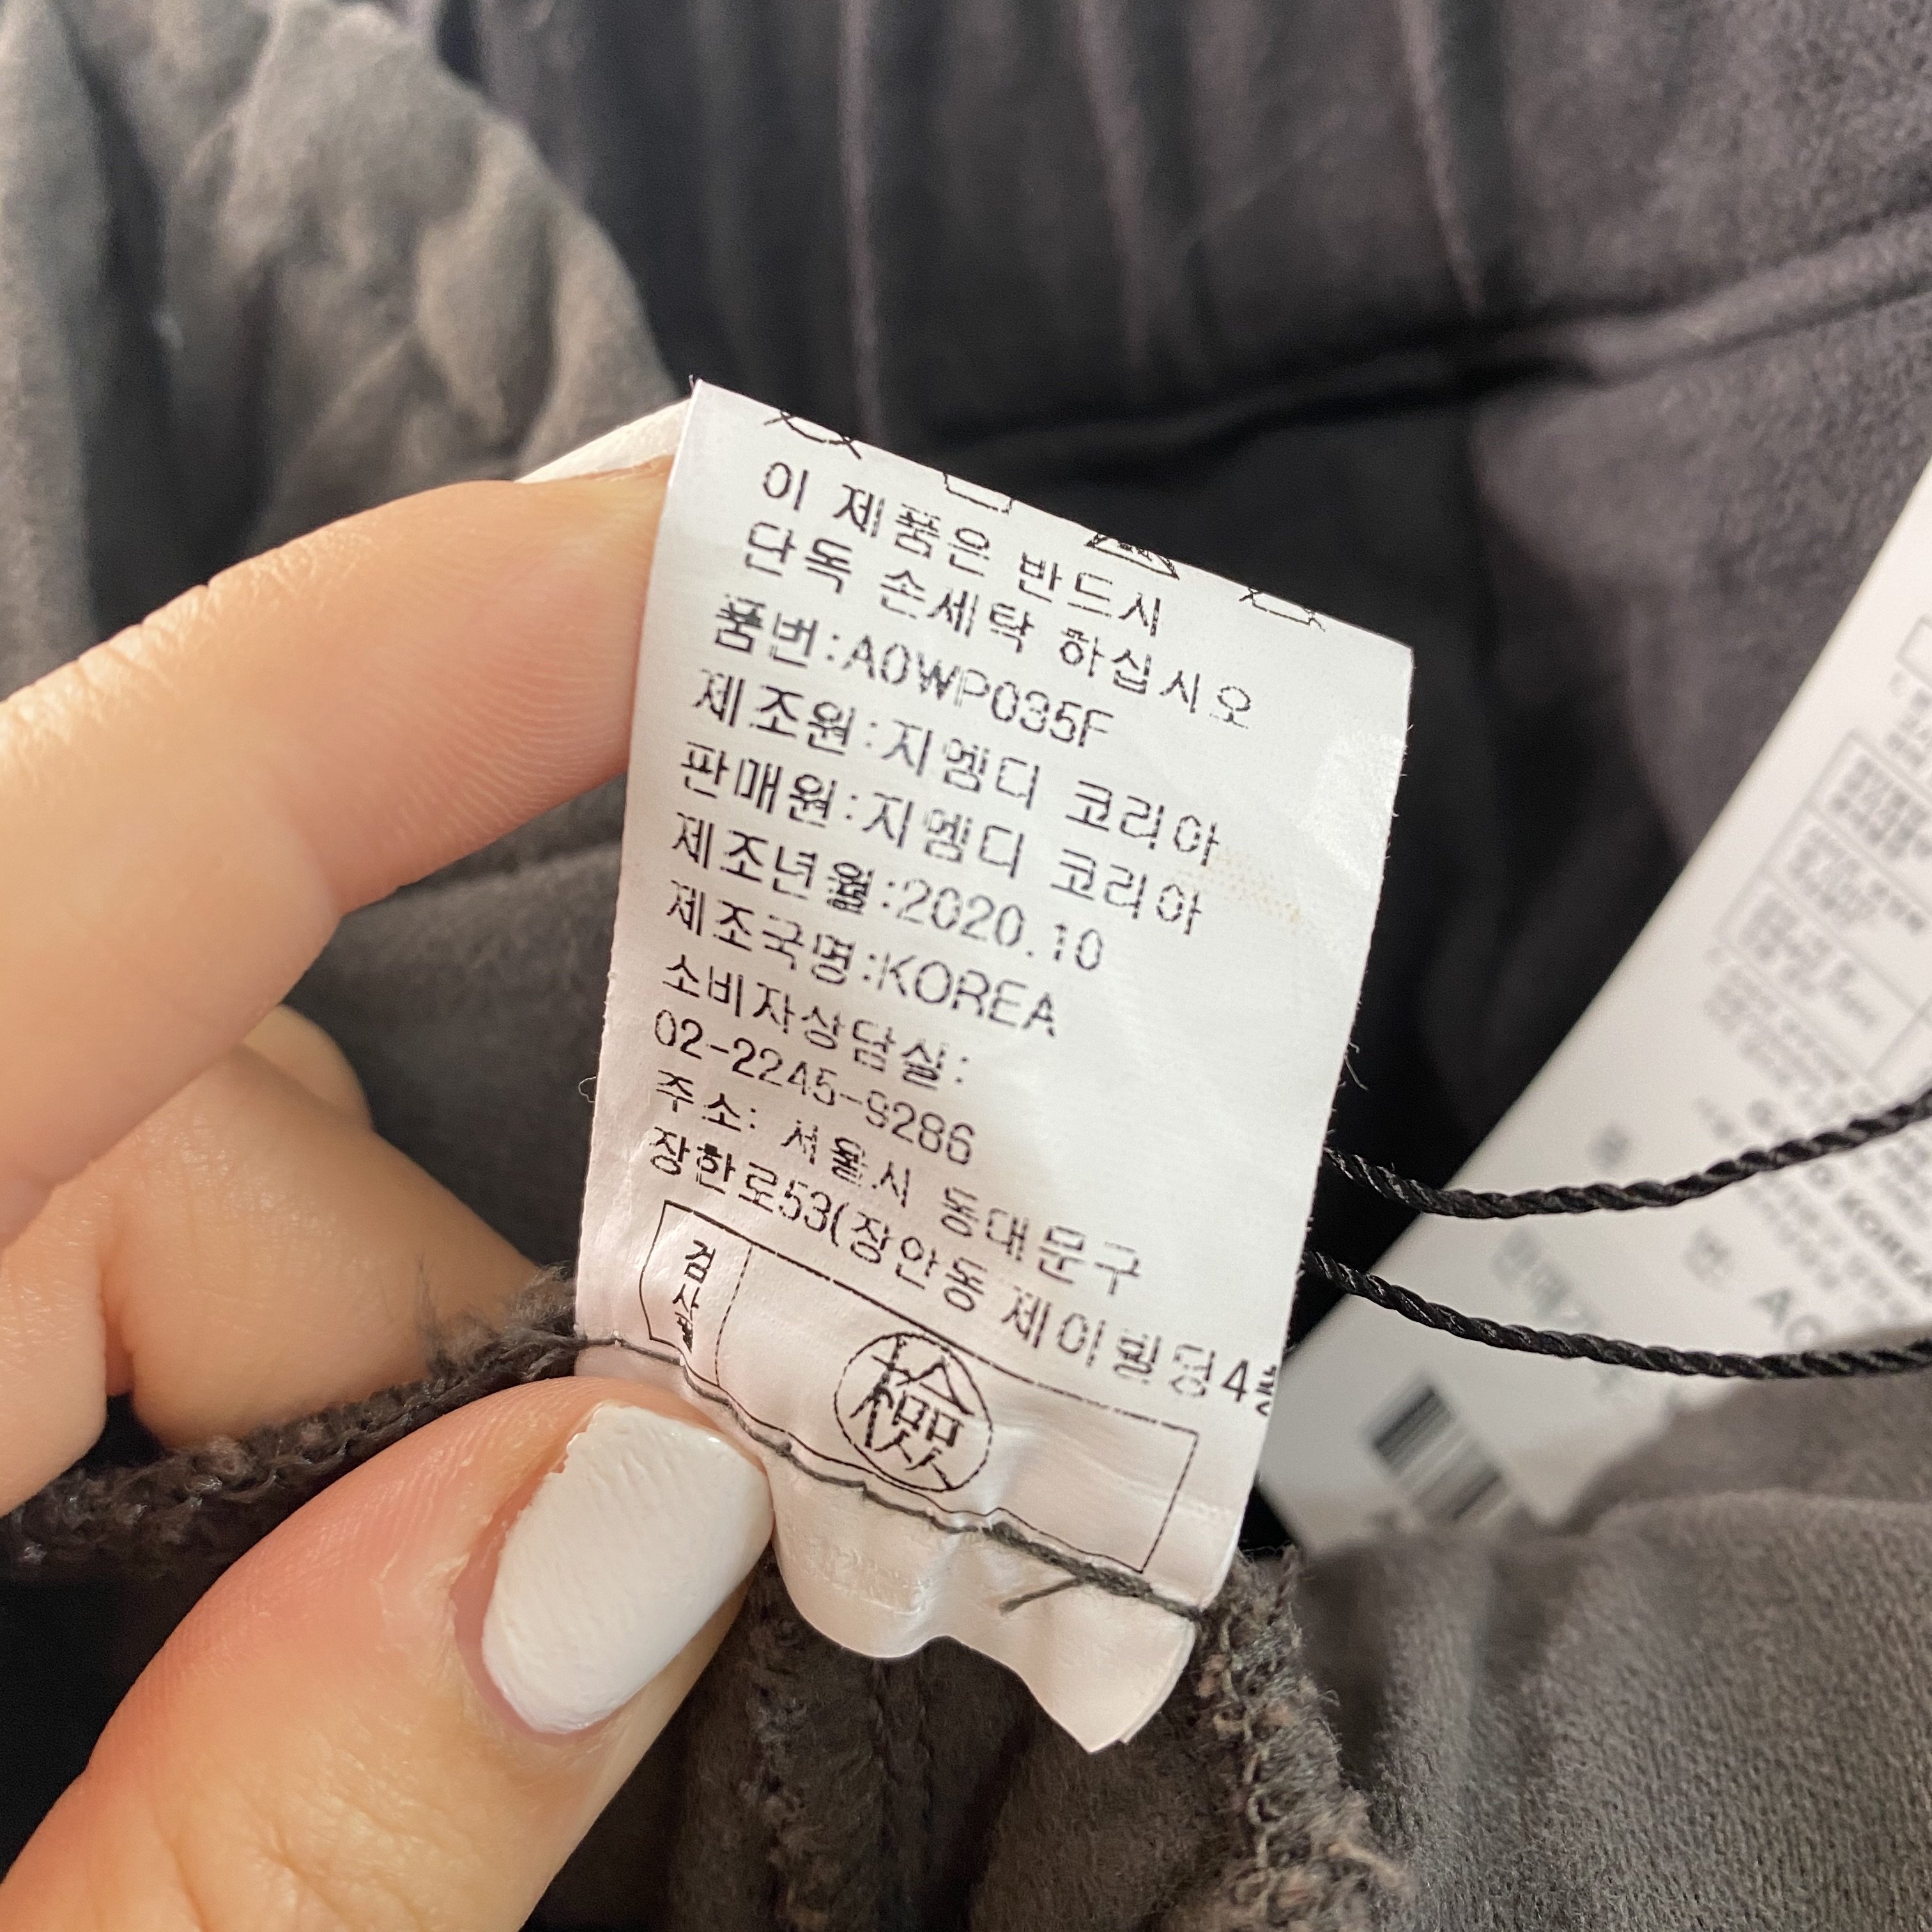 이 제품은 반드시
단독 손세탁 하십시오
품번:A0WP035F
제조원:지엠디 코리아
판매원:지엠디 코리아
제조년월:2020.10
제조국명:KOREA
소비자상담실:
02-2245-9286
주소: 서울시 동대문구
장한로53(장안동 제이빌딩4층
검사필
檢
KOREA